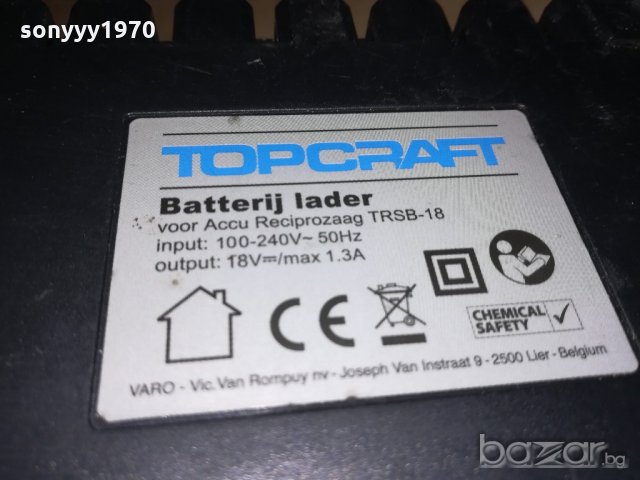 sonyyy1970
TOPCRAFT
Batterij lader
voor Accu Reciprozaag TRSB-18
input: 100-240V~ 50Hz
output: 18V⎓/max 1.3A
CE
CHEMICAL
SAFETY
VARO - Vic. Van Rompuy nv - Joseph Van Instraat 9 - 2500 Lier - Belgium
bazar.bg